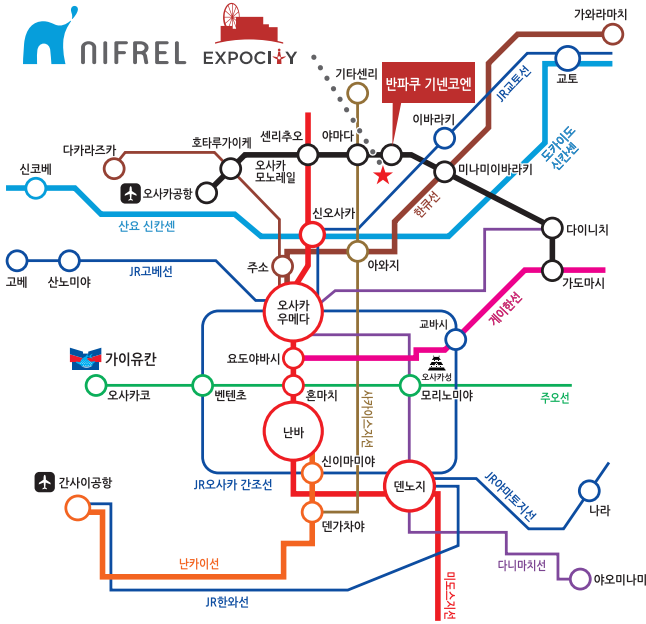 NIFREL
EXPOCITY
가와라마치
기타센리
반파쿠 기넨코엔
JR교토선
교토
이바라키
호타루가이케
센리추오
야마다
다카라즈카
오사카
모노레일
미나미이바라키
도카이도
신칸센
신코베
오사카공항
한큐선
산요 신칸센
신오사카
다이니치
고베
산노미야
JR고베선
주소
아와지
가도마시
오사카
우메다
게이한선
교바시
가이유칸
요도야바시
오사카성
오사카코
벤텐초
혼마치
모리노미야
주오선
사카이스지선
난바
신이마미야
JR오사카 간조선
덴노지
JR야마토지선
간사이공항
나라
덴가차야
난카이선
다니마치선
야오미나미
미도스지선
JR한와선